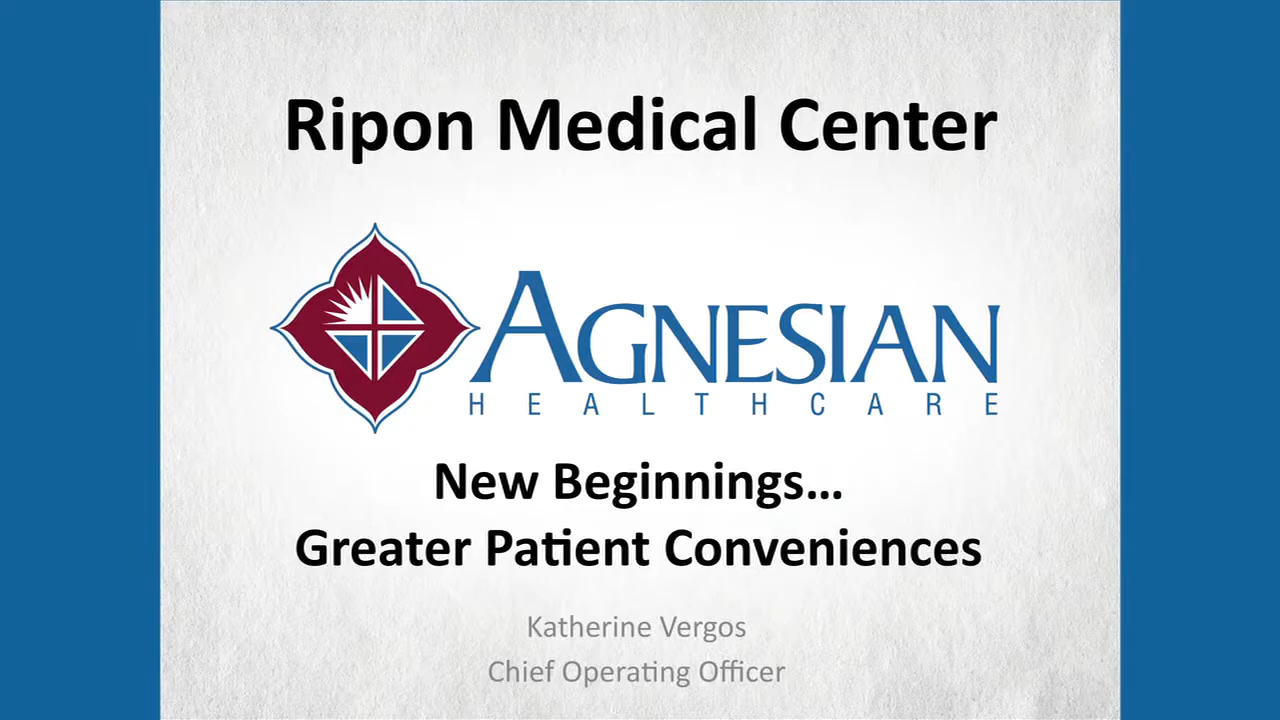 Ripon Medical Center
AGNESIAN
HEALTHCARE
New Beginnings…
Greater Patient Conveniences
Katherine Vergos
Chief Operating Officer